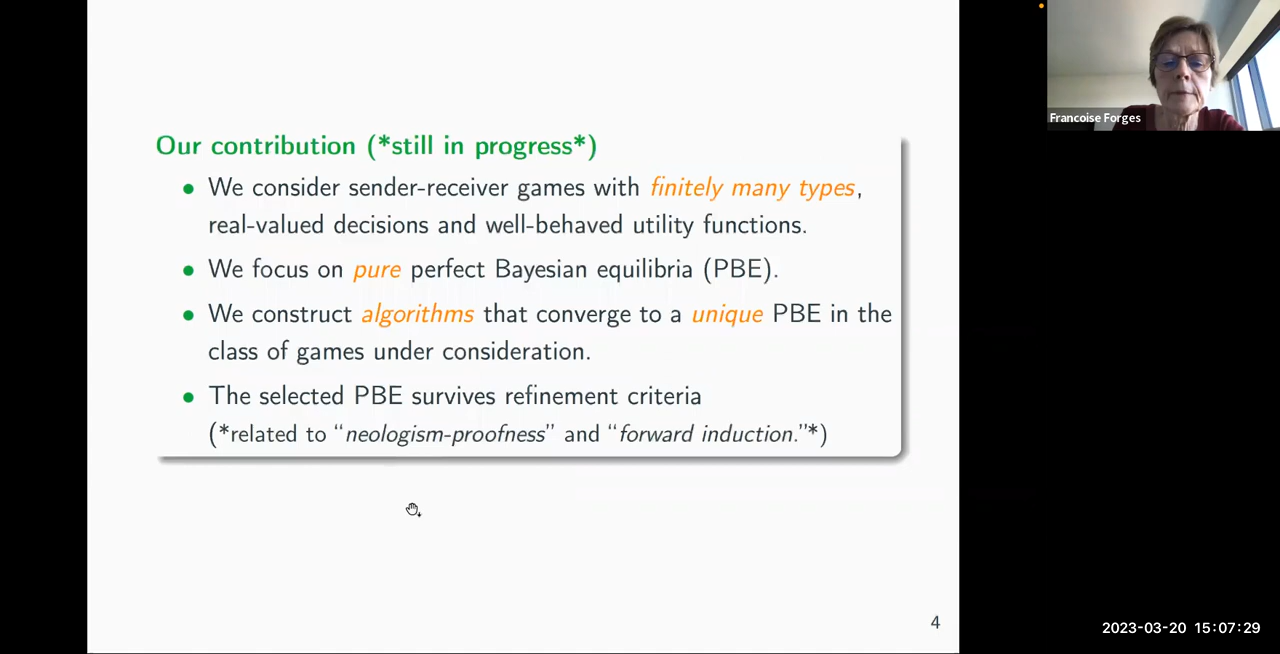 Our contribution (*still in progress*)
• We consider sender-receiver games with finitely many types,
real-valued decisions and well-behaved utility functions.
• We focus on pure perfect Bayesian equilibria (PBE).
• We construct algorithms that converge to a unique PBE in the
class of games under consideration.
• The selected PBE survives refinement criteria
(*related to “neologism-proofness” and “forward induction.”*)
4
Francoise Forges
2023-03-20 15:07:29